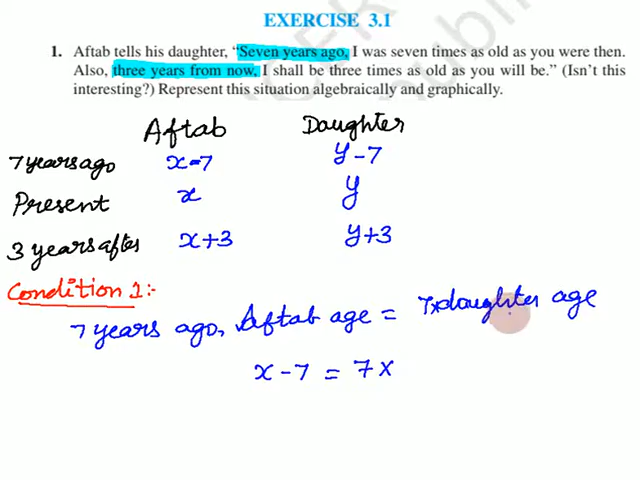 EXERCISE 3.1
1. Aftab tells his daughter, “Seven years ago, I was seven times as old as you were then.
Also, three years from now, I shall be three times as old as you will be.” (Isn't this
interesting?) Represent this situation algebraically and graphically.
Aftab Daughter
7 years ago x-7 y-7
Present x y
3 years after x+3 y+3
Condition 1:-
7 years ago, Aftab age = 7x daughter age
x-7 = 7x